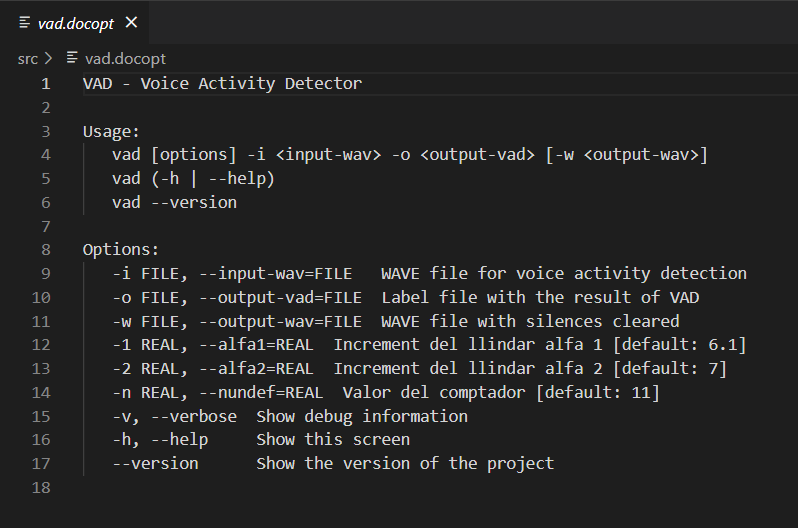 vad.docopt
src > vad.docopt
1 VAD - Voice Activity Detector
2
3 Usage:
4 vad [options] -i <input-wav> -o <output-vad> [-w <output-wav>]
5 vad (-h | --help)
6 vad --version
7
8 Options:
9 -i FILE, --input-wav=FILE   WAVE file for voice activity detection
10 -o FILE, --output-vad=FILE  Label file with the result of VAD
11 -w FILE, --output-wav=FILE  WAVE file with silences cleared
12 -1 REAL, --alfa1=REAL  Increment del llindar alfa 1 [default: 6.1]
13 -2 REAL, --alfa2=REAL  Increment del llindar alfa 2 [default: 7]
14 -n REAL, --nundef=REAL  Valor del comptador [default: 11]
15 -v, --verbose  Show debug information
16 -h, --help     Show this screen
17 --version      Show the version of the project
18